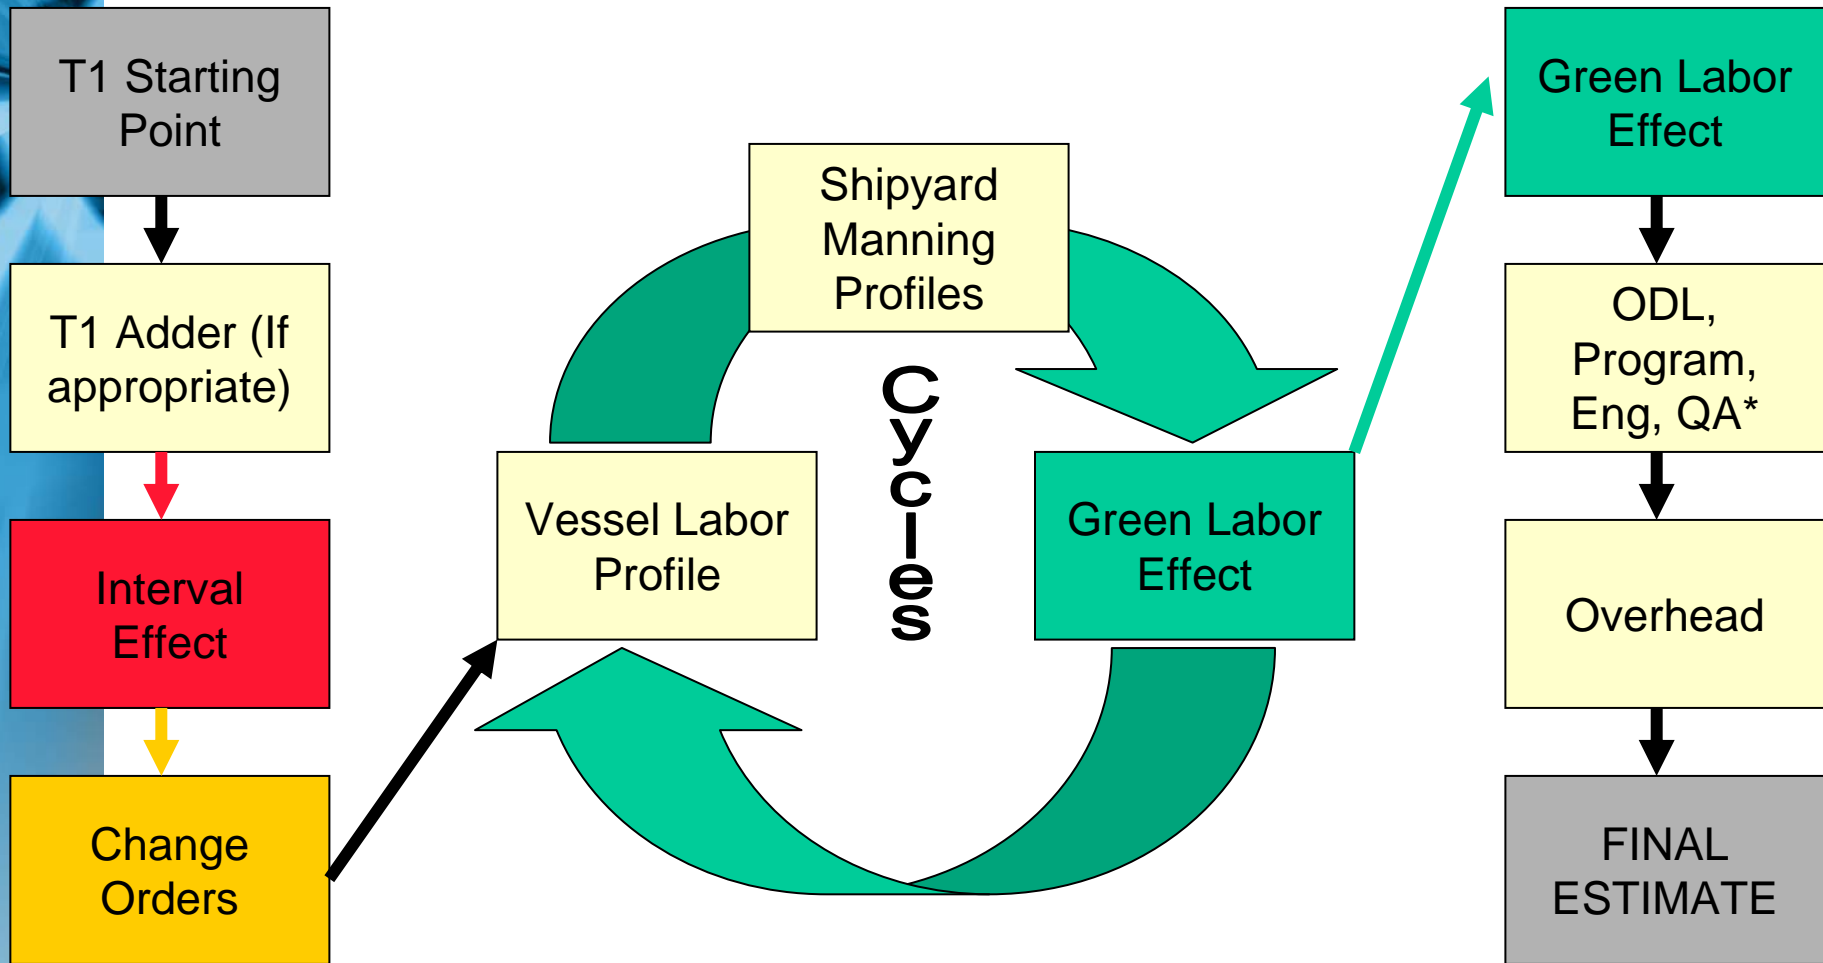 T1 Starting
Point
T1 Adder (If
appropriate)
Interval
Effect
Change
Orders
Shipyard
Manning
Profiles
Vessel Labor
Profile
Cycles
Green Labor
Effect
Green Labor
Effect
ODL,
Program,
Eng, QA*
Overhead
FINAL
ESTIMATE